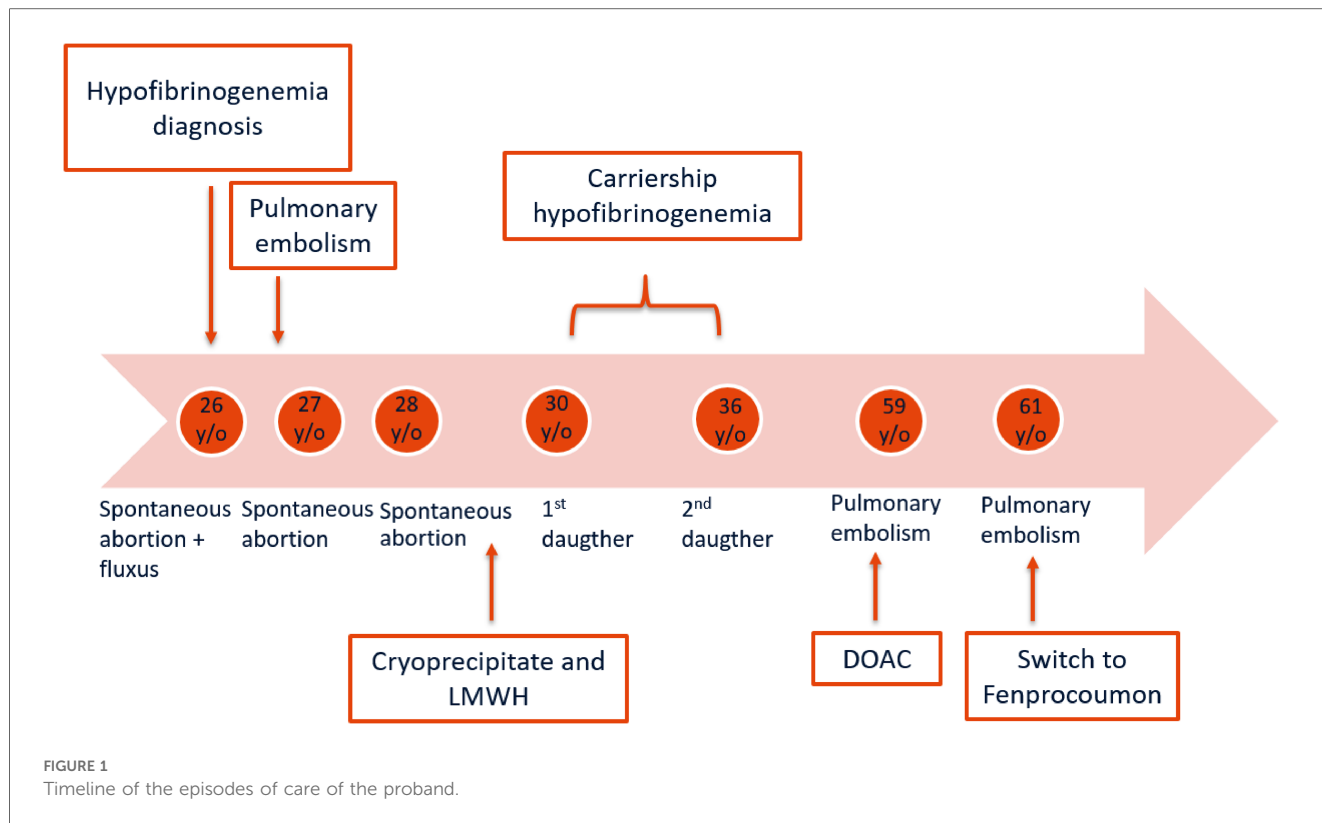 Hypofibrinogenemia
diagnosis
Pulmonary
embolism
Carriership
hypofibrinogenemia
26
y/o
27
y/o
28
y/o
30
y/o
36
y/o
59
y/o
61
y/o
Spontaneous
abortion +
fluxus
Spontaneous
abortion
Spontaneous
abortion
1st
daugther
2nd
daugther
Pulmonary
embolism
Pulmonary
embolism
Cryoprecipitate and
LMWH
DOAC
Switch to
Fenprocoumon
FIGURE 1
Timeline of the episodes of care of the proband.